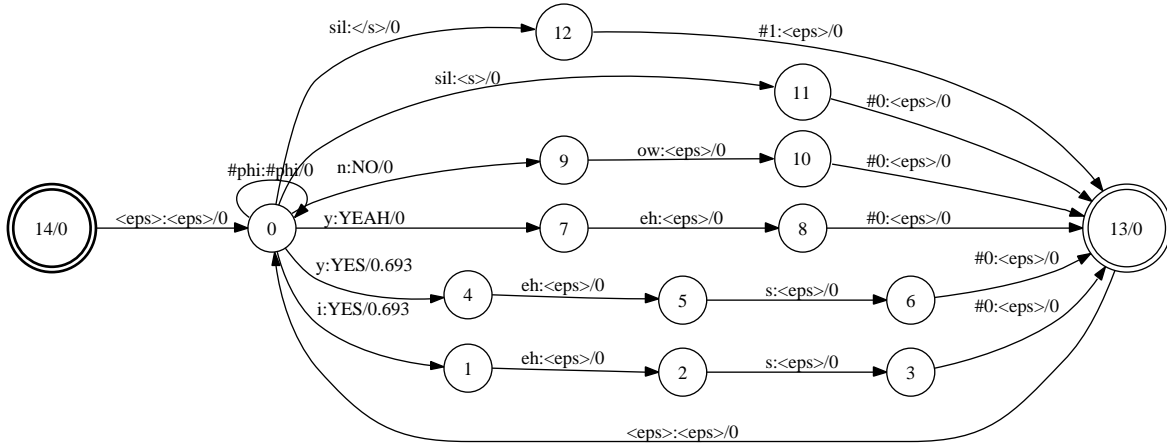 sil:</s>/0
12
#1:<eps>/0
sil:<s>/0
11
#0:<eps>/0
#phi:#phi/0
n:NO/0
9
ow:<eps>/0
10
#0:<eps>/0
14/0
<eps>:<eps>/0
0
y:YEAH/0
7
eh:<eps>/0
8
#0:<eps>/0
13/0
y:YES/0.693
4
eh:<eps>/0
5
s:<eps>/0
6
#0:<eps>/0
i:YES/0.693
1
eh:<eps>/0
2
s:<eps>/0
3
#0:<eps>/0
<eps>:<eps>/0